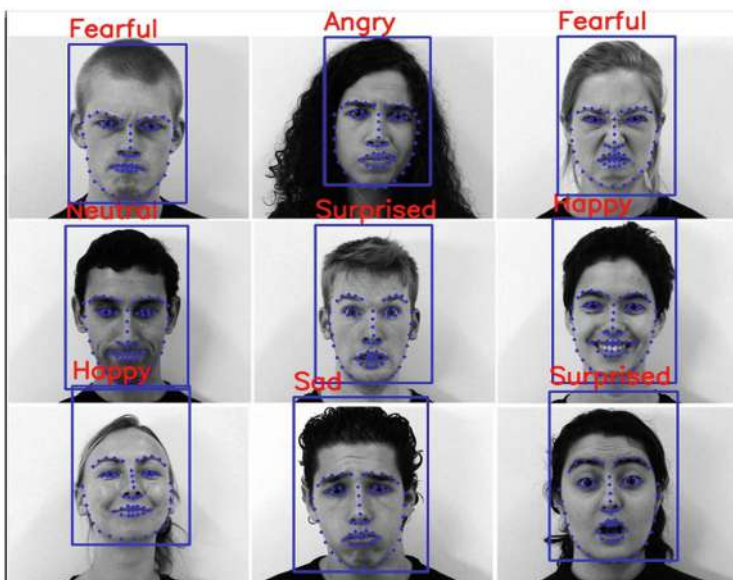 Fearful
Angry
Fearful
Neutral
Surprised
Happy
Happy
Sad
Surprised